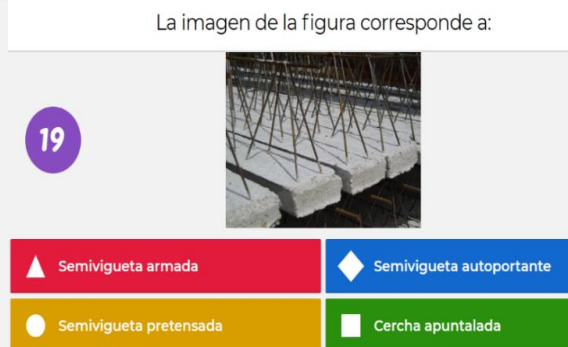 La imagen de la figura corresponde a:
19
Semivigueta armada
Semivigueta autoportante
Semivigueta pretensada
Cercha apuntalada